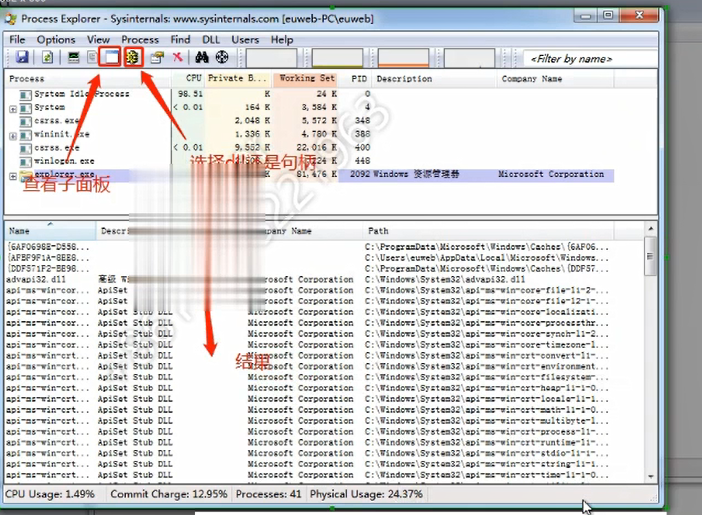 Process Explorer - Sysinternals: www.sysinternals.com [euweb-PC\euweb]
File Options View Process Find DLL Users Help
<Filter by name>
Process CPU Private B... Working Set PID Description Company Name
System Idle Process 98.51 K 24 K 0
System < 0.01 164 K 3,584 K 4
csrss.exe 2,048 K 5,572 K 348
wininit.exe 1,336 K 4,780 K 388
csrss.exe < 0.01 9,552 K 22,016 K 400
winlogon.exe K 448
explorer.exe K 81,476 K 2092 Windows 资源管理器 Microsoft Corporation
查看子面板
选择dll还是句柄
Name Descri Name Path
{6AF0698E-D558... C:\ProgramData\Microsoft\Windows\Caches\{6AF06...
{AFBF9F1A-8EE8... C:\Users\euweb\AppData\Local\Microsoft\Windows...
{DDF571F2-BE98... C:\ProgramData\Microsoft\Windows\Caches\{DDF57...
advapi32.dll 高级 Microsoft Corporation C:\Windows\System32\advapi32.dll
api-ms-win-cor... ApiSet Microsoft Corporation C:\Windows\System32\api-ms-win-core-file-l1-2-...
api-ms-win-cor... ApiSet Microsoft Corporation C:\Windows\System32\api-ms-win-core-file-l2-1-...
api-ms-win-cor... ApiSet Stub DLL Microsoft Corporation C:\Windows\System32\api-ms-win-core-localizati...
api-ms-win-cor... ApiSet Stub DLL Microsoft Corporation C:\Windows\System32\api-ms-win-core-processthr...
api-ms-win-cor... ApiSet Stub DLL Microsoft Corporation C:\Windows\System32\api-ms-win-core-synch-l1-2...
api-ms-win-cor... ApiSet Stub DLL Microsoft Corporation C:\Windows\System32\api-ms-win-core-timezone-l...
api-ms-win-crt... ApiSet Stub DLL Microsoft Corporation C:\Windows\System32\api-ms-win-crt-convert-l1-...
结果
api-ms-win-crt... ApiSet Stub DLL Microsoft Corporation C:\Windows\System32\api-ms-win-crt-environment...
api-ms-win-crt... ApiSet Stub DLL Microsoft Corporation C:\Windows\System32\api-ms-win-crt-filesystem-...
api-ms-win-crt... ApiSet Stub DLL Microsoft Corporation C:\Windows\System32\api-ms-win-crt-heap-l1-1-0...
api-ms-win-crt... ApiSet Stub DLL Microsoft Corporation C:\Windows\System32\api-ms-win-crt-locale-l1-1...
api-ms-win-crt... ApiSet Stub DLL Microsoft Corporation C:\Windows\System32\api-ms-win-crt-math-l1-1-0...
api-ms-win-crt... ApiSet Stub DLL Microsoft Corporation C:\Windows\System32\api-ms-win-crt-multibyte-l...
api-ms-win-crt... ApiSet Stub DLL Microsoft Corporation C:\Windows\System32\api-ms-win-crt-process-l1-...
api-ms-win-crt... ApiSet Stub DLL Microsoft Corporation C:\Windows\System32\api-ms-win-crt-runtime-l1-...
api-ms-win-crt... ApiSet Stub DLL Microsoft Corporation C:\Windows\System32\api-ms-win-crt-stdio-l1-1-...
api-ms-win-crt... ApiSet Stub DLL Microsoft Corporation C:\Windows\System32\api-ms-win-crt-string-l1-1...
api-ms-win-crt... ApiSet Stub DLL Microsoft Corporation C:\Windows\System32\api-ms-win-crt-time-l1-1-0...
CPU Usage: 1.49% Commit Charge: 12.95% Processes: 41 Physical Usage: 24.37%